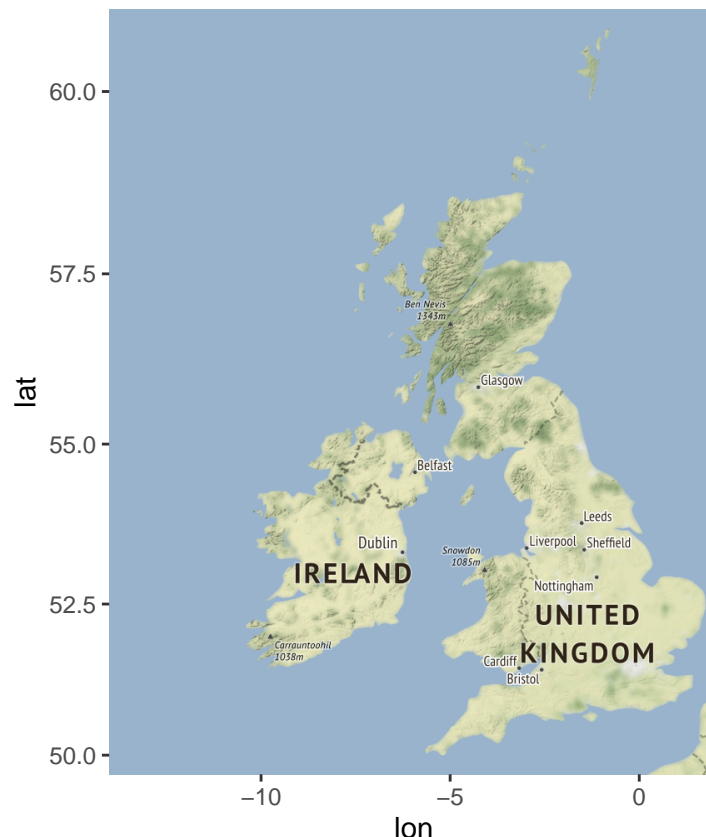 60.0
57.5
Ben Nevis
1343m
Glasgow
55.0
Belfast
Leeds
Dublin
Liverpool
Sheffield
Snowdon
1085m
IRELAND
Nottingham
52.5
UNITED
KINGDOM
Carrauntoohil
1038m
Cardiff
Bristol
50.0
lat
−10
−5
0
lon